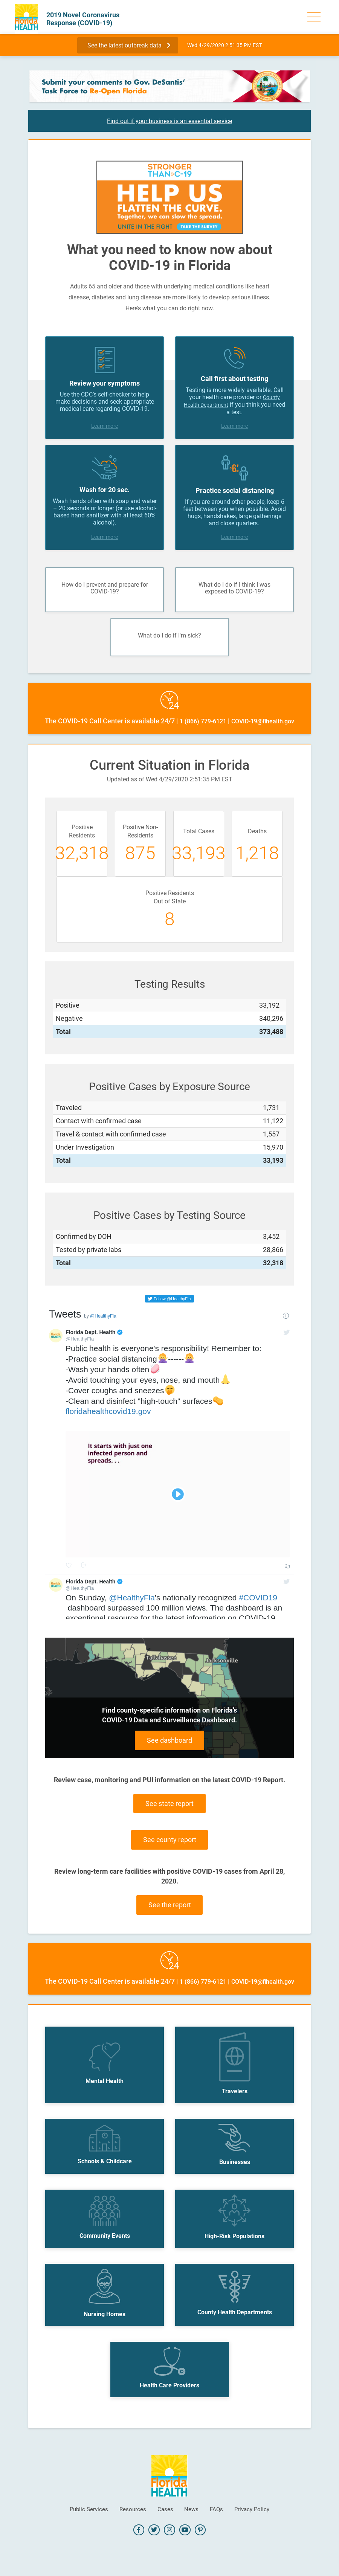 Florida
HEALTH
2019 Novel Coronavirus
Response (COVID-19)
See the latest outbreak data
Wed 4/29/2020 2:51:35 PM EST
Submit your comments to Gov. DeSantis'
Task Force to Re-Open Florida
Find out if your business is an essential service
STRONGER
THAN C-19
HELP US
FLATTEN THE CURVE.
Together, we can slow the spread.
UNITE IN THE FIGHT
TAKE THE SURVEY
What you need to know now about
COVID-19 in Florida
Adults 65 and older and those with underlying medical conditions like heart
disease, diabetes and lung disease are more likely to develop serious illness.
Here's what you can do right now.
Review your symptoms
Use the CDC's self-checker to help
make decisions and seek appropriate
medical care regarding COVID-19.
Learn more
Call first about testing
Testing is more widely available. Call
your health care provider or County
Health Department if you think you need
a test.
Learn more
Wash for 20 sec.
Wash hands often with soap and water
– 20 seconds or longer (or use alcohol-
based hand sanitizer with at least 60%
alcohol).
Learn more
6'
Practice social distancing
If you are around other people, keep 6
feet between you when possible. Avoid
hugs, handshakes, large gatherings
and close quarters.
Learn more
How do I prevent and prepare for
COVID-19?
What do I do if I think I was
exposed to COVID-19?
What do I do if I'm sick?
24
The COVID-19 Call Center is available 24/7 | 1 (866) 779-6121 | COVID-19@flhealth.gov
Current Situation in Florida
Updated as of Wed 4/29/2020 2:51:35 PM EST
Positive
Residents
32,318
Positive Non-
Residents
875
Total Cases
33,193
Deaths
1,218
Positive Residents
Out of State
8
Testing Results
Positive 33,192
Negative 340,296
Total 373,488
Positive Cases by Exposure Source
Traveled 1,731
Contact with confirmed case 11,122
Travel & contact with confirmed case 1,557
Under Investigation 15,970
Total 33,193
Positive Cases by Testing Source
Confirmed by DOH 3,452
Tested by private labs 28,866
Total 32,318
Follow @HealthyFla
Tweets by @HealthyFla
Florida Dept. Health
@HealthyFla
Public health is everyone's responsibility! Remember to:
-Practice social distancing🙍‍♀️------🙍‍♀️
-Wash your hands often🧼
-Avoid touching your eyes, nose, and mouth👃
-Cover coughs and sneezes🤧
-Clean and disinfect "high-touch" surfaces🧽
floridahealthcovid19.gov
It starts with just one
infected person and
spreads. . .
Florida Dept. Health
@HealthyFla
On Sunday, @HealthyFla's nationally recognized #COVID19
dashboard surpassed 100 million views. The dashboard is an
exceptional resource for the latest information on COVID-19
Tallahassee
Jacksonville
Find county-specific information on Florida's
COVID-19 Data and Surveillance Dashboard.
See dashboard
Review case, monitoring and PUI information on the latest COVID-19 Report.
See state report
See county report
Review long-term care facilities with positive COVID-19 cases from April 28,
2020.
See the report
24
The COVID-19 Call Center is available 24/7 | 1 (866) 779-6121 | COVID-19@flhealth.gov
Mental Health
Travelers
Schools & Childcare
Businesses
Community Events
High-Risk Populations
Nursing Homes
County Health Departments
Health Care Providers
Florida
HEALTH
Public Services Resources Cases News FAQs Privacy Policy